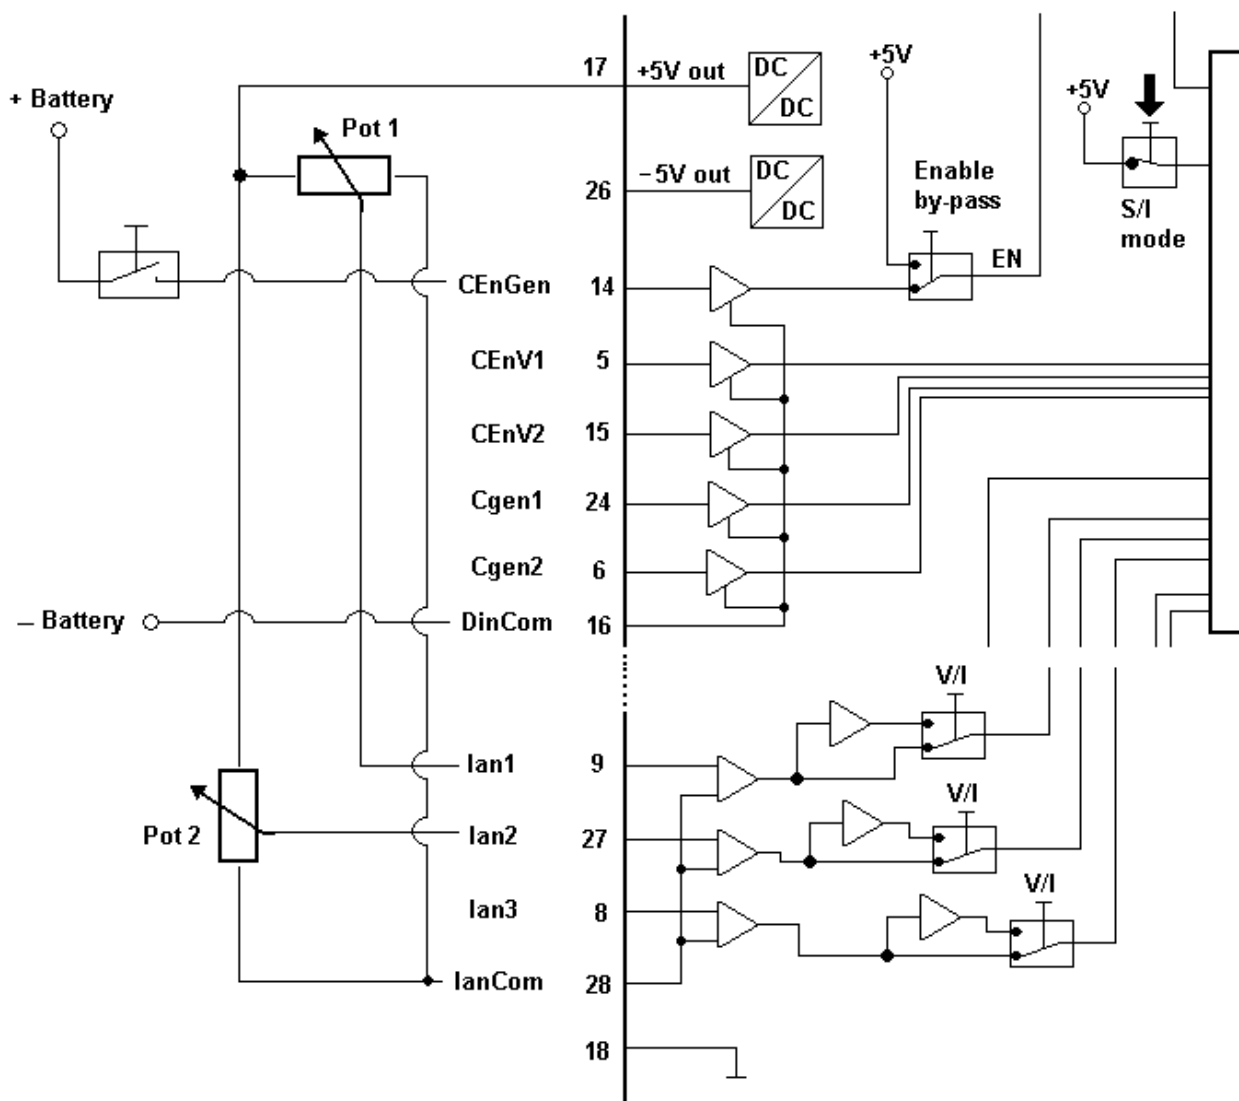 17
+5V out
DC
DC
+5V
+5V
+ Battery
Pot 1
26
−5V out
DC
DC
Enable
by-pass
S/I
mode
EN
CEnGen
14
CEnV1
5
CEnV2
15
Cgen1
24
Cgen2
6
− Battery
DinCom
16
V/I
Ian1
9
V/I
Pot 2
Ian2
27
V/I
Ian3
8
IanCom
28
18